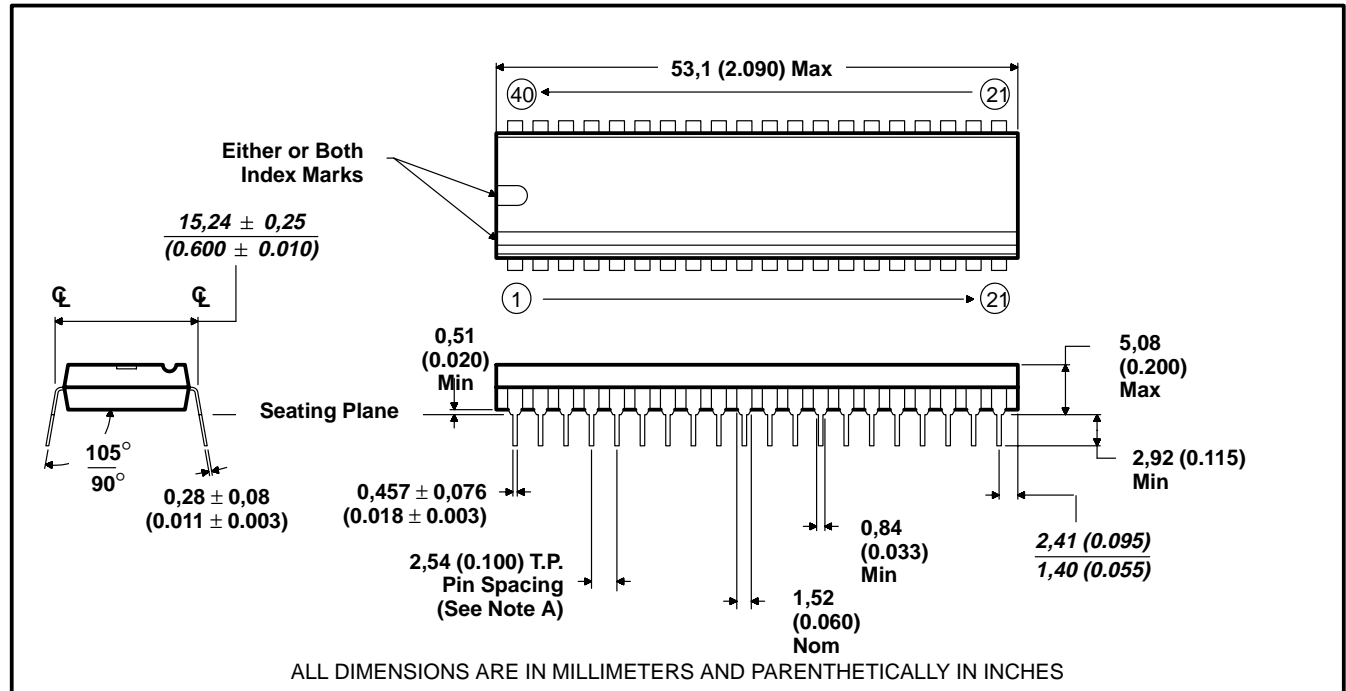 53,1 (2.090) Max
40
21
Either or Both
Index Marks
15,24 ± 0,25
(0.600 ± 0.010)
℄
℄
1
21
0,51
(0.020)
Min
5,08
(0.200)
Max
Seating Plane
105°
90°
2,92 (0.115)
Min
0,28 ± 0,08
(0.011 ± 0.003)
0,457 ± 0,076
(0.018 ± 0.003)
0,84
(0.033)
Min
2,41 (0.095)
1,40 (0.055)
2,54 (0.100) T.P.
Pin Spacing
(See Note A)
1,52
(0.060)
Nom
ALL DIMENSIONS ARE IN MILLIMETERS AND PARENTHETICALLY IN INCHES